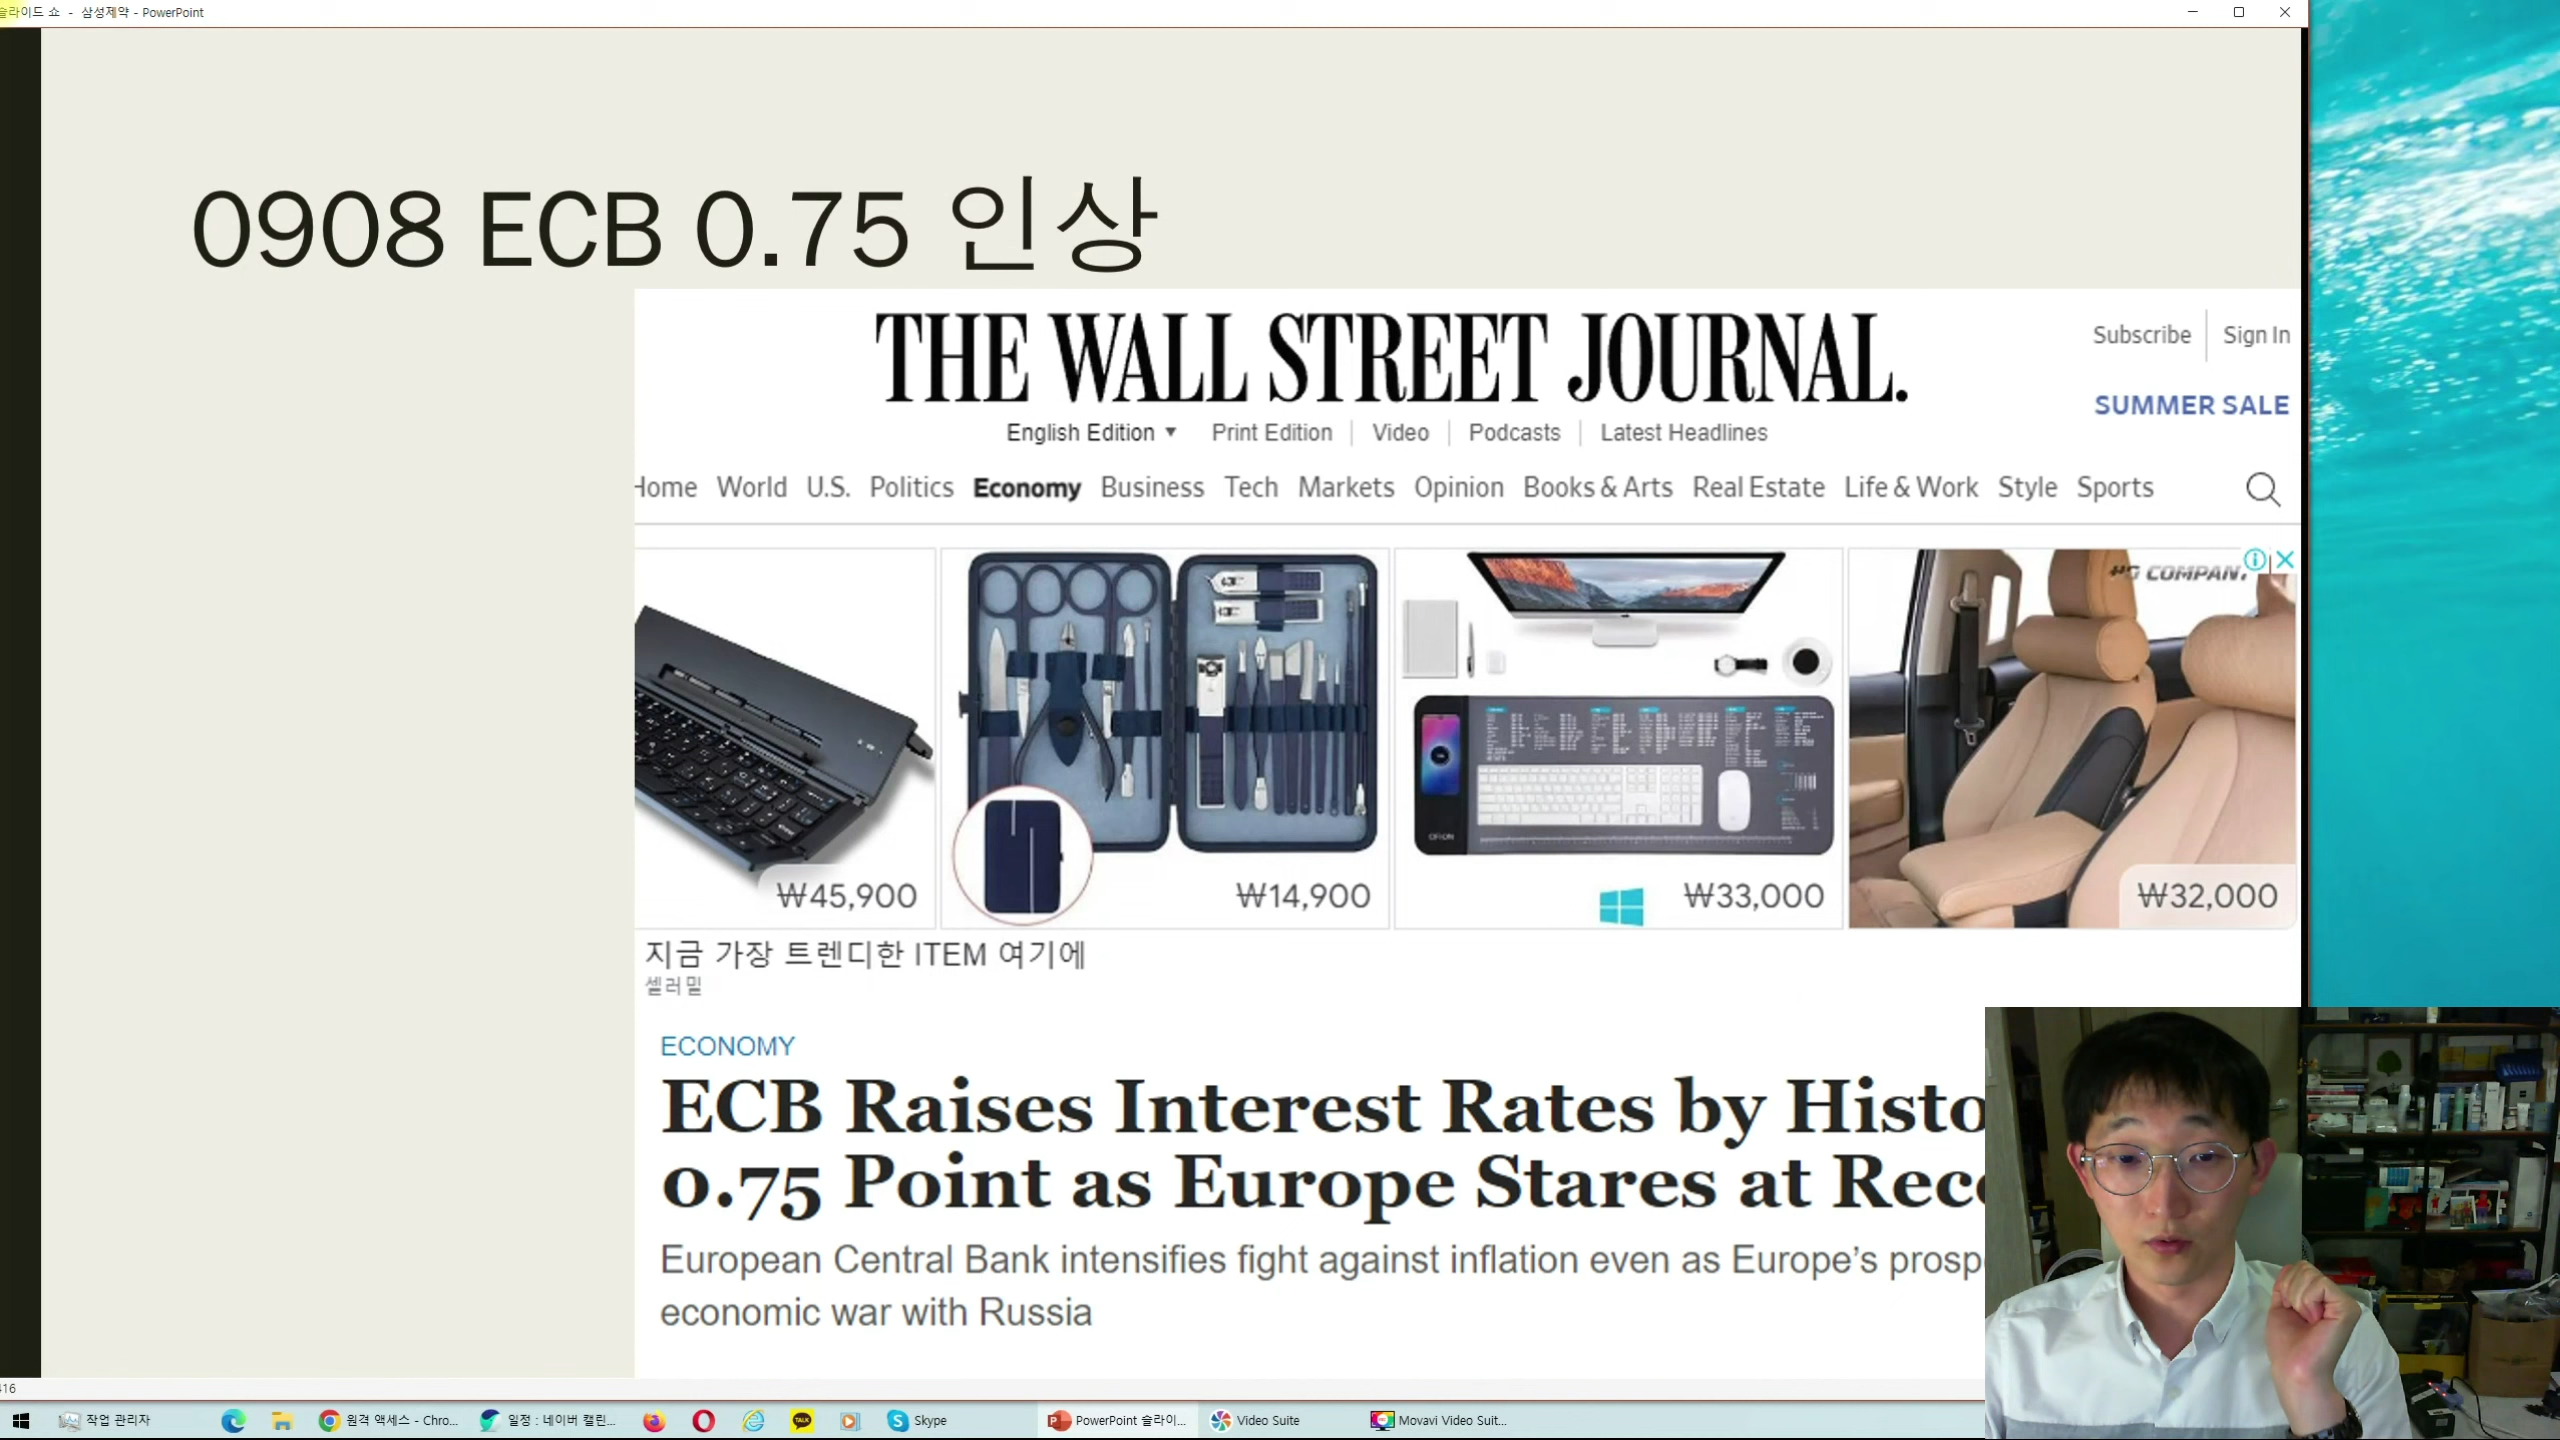 슬라이드 쇼 - 삼성제약 - PowerPoint
0908 ECB 0.75 인상
THE WALL STREET JOURNAL.
Subscribe Sign In
SUMMER SALE
English Edition ▼ Print Edition Video Podcasts Latest Headlines
Home World U.S. Politics Economy Business Tech Markets Opinion Books & Arts Real Estate Life & Work Style Sports
COMPANY
₩45,900 ₩14,900 ₩33,000 ₩32,000
지금 가장 트렌디한 ITEM 여기에
셀러밀
ECONOMY
ECB Raises Interest Rates by Histo
0.75 Point as Europe Stares at Rec
European Central Bank intensifies fight against inflation even as Europe’s prosp
economic war with Russia
416
작업 관리자 원격 액세스 - Chro... 일정 : 네이버 캘린... TALK Skype PowerPoint 슬라이... Video Suite Movavi Video Suit...